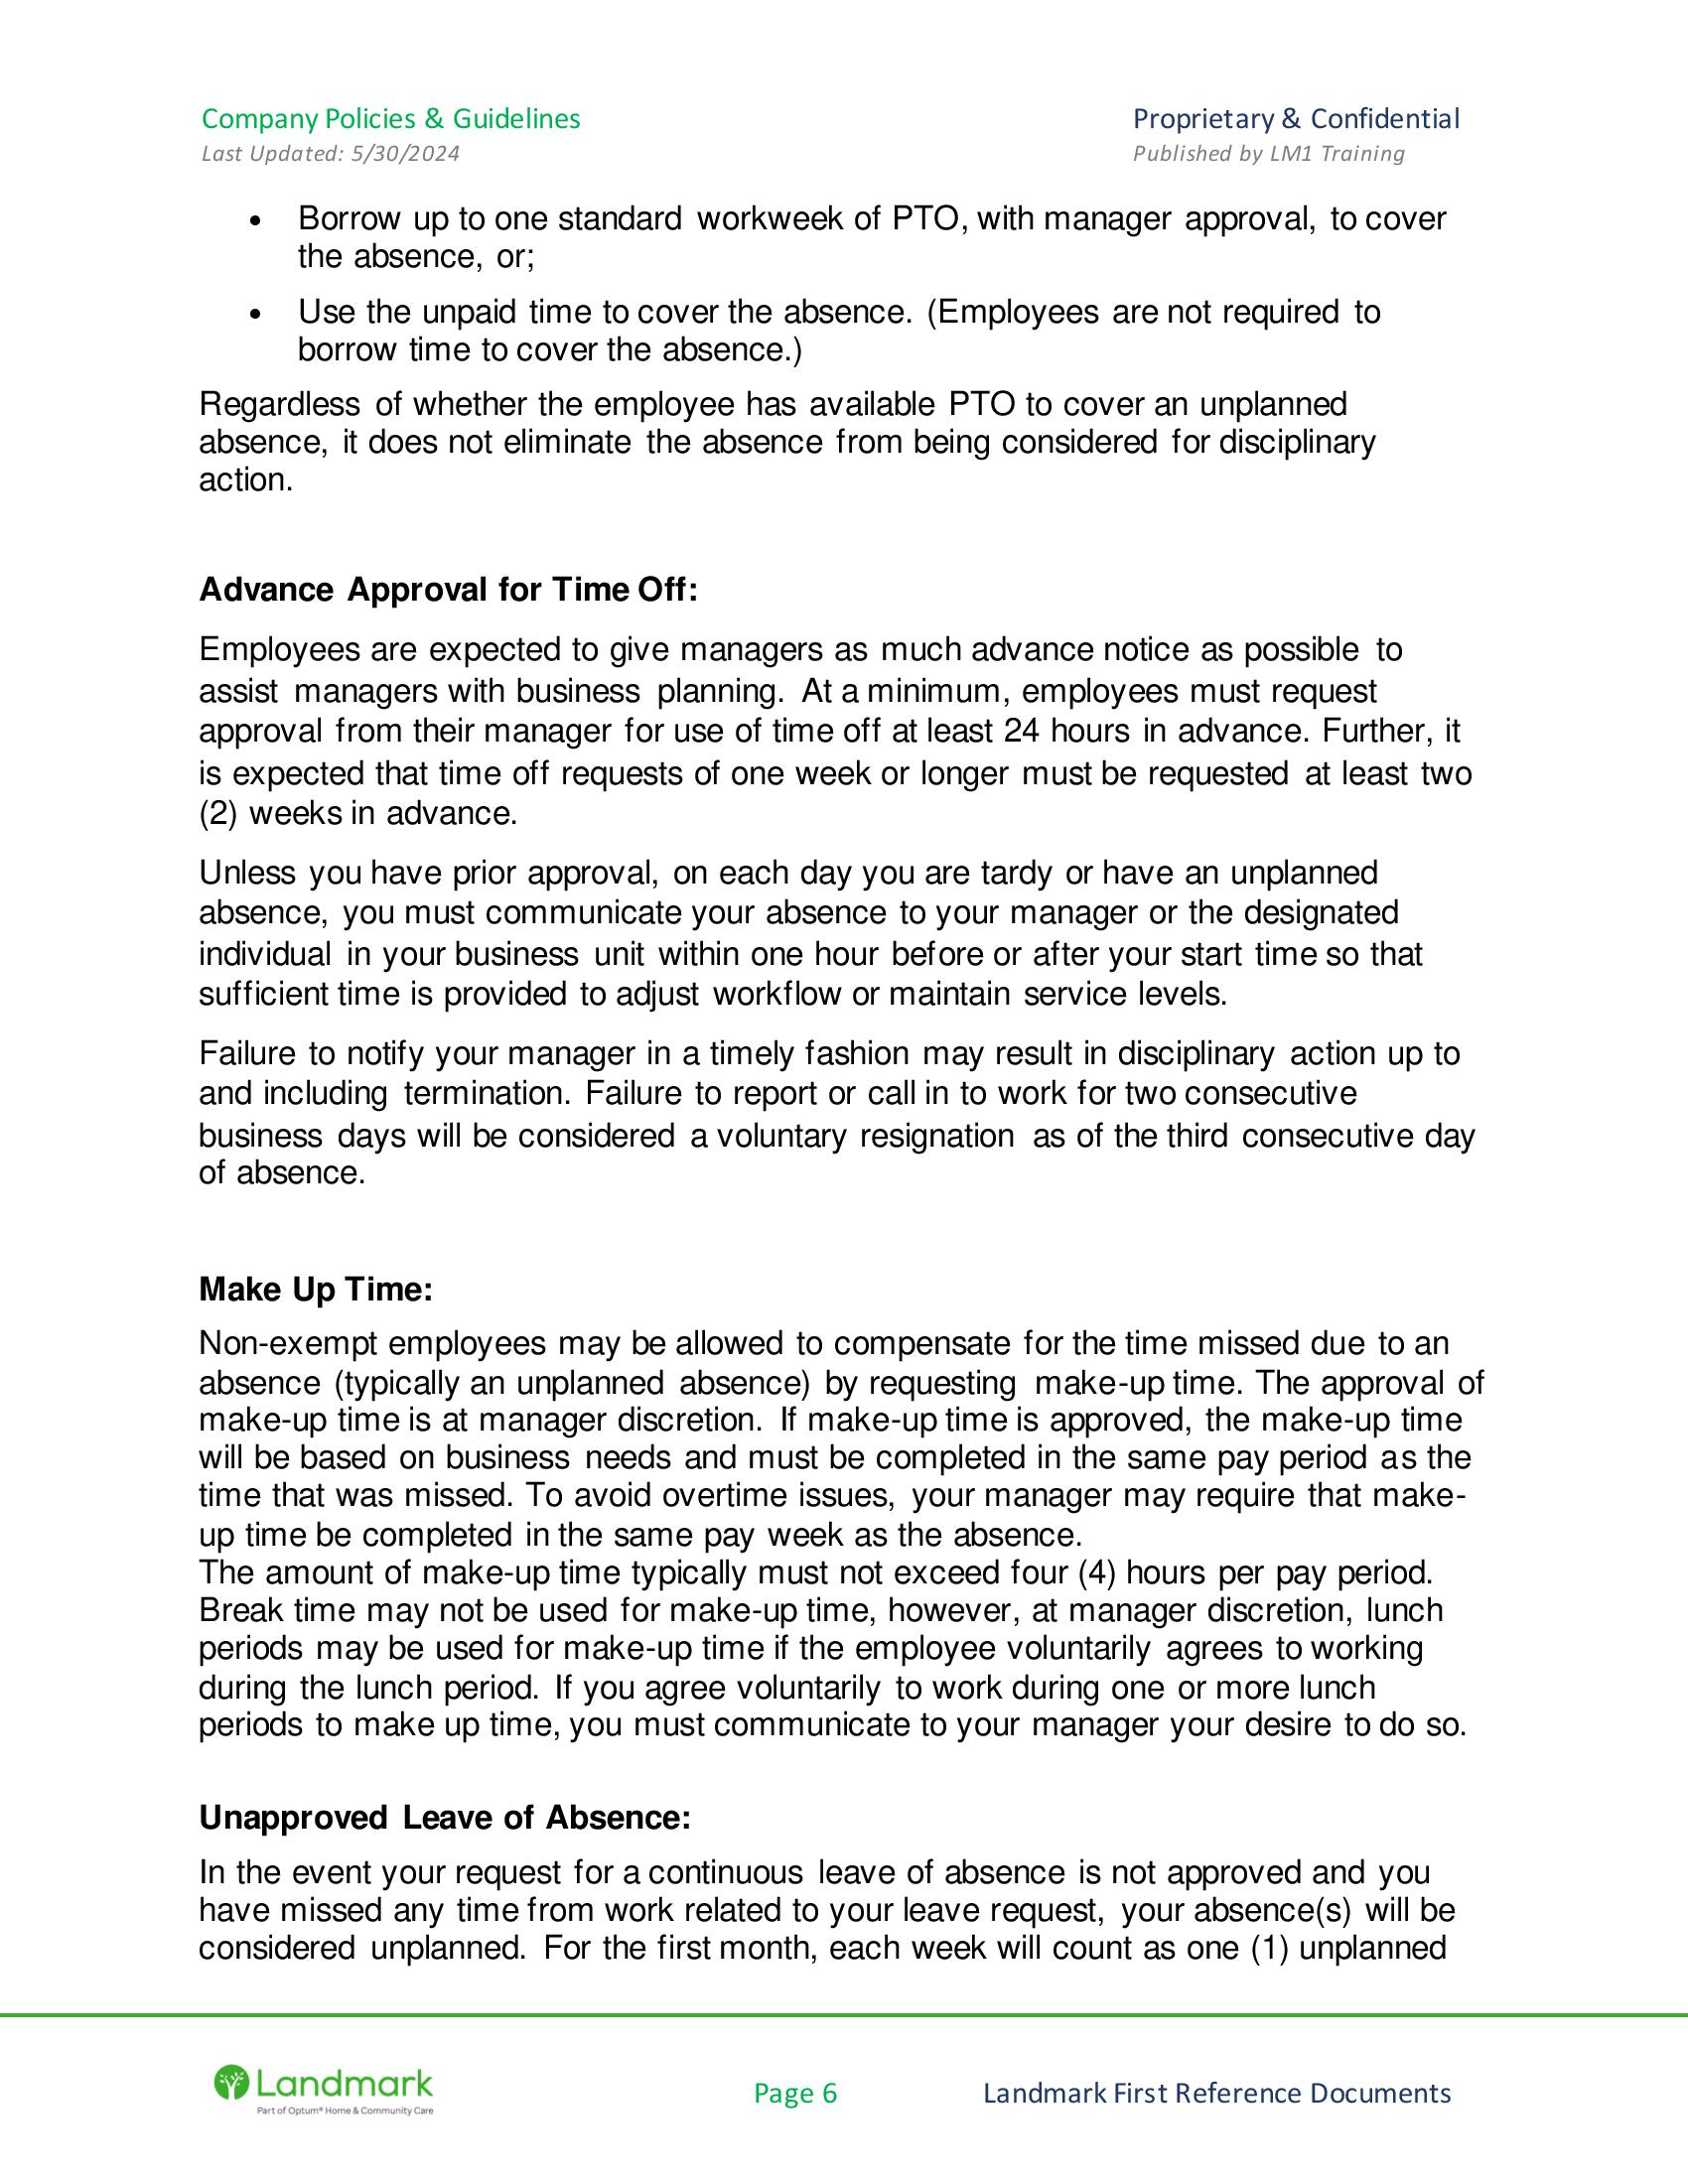 Company Policies & Guidelines
Proprietary & Confidential
Last Updated: 5/30/2024
Published by LM1 Training
• Borrow up to one standard workweek of PTO, with manager approval, to cover
the absence, or;
• Use the unpaid time to cover the absence. (Employees are not required to
borrow time to cover the absence.)
Regardless of whether the employee has available PTO to cover an unplanned
absence, it does not eliminate the absence from being considered for disciplinary
action.
Advance Approval for Time Off:
Employees are expected to give managers as much advance notice as possible to
assist managers with business planning. At a minimum, employees must request
approval from their manager for use of time off at least 24 hours in advance. Further, it
is expected that time off requests of one week or longer must be requested at least two
(2) weeks in advance.
Unless you have prior approval, on each day you are tardy or have an unplanned
absence, you must communicate your absence to your manager or the designated
individual in your business unit within one hour before or after your start time so that
sufficient time is provided to adjust workflow or maintain service levels.
Failure to notify your manager in a timely fashion may result in disciplinary action up to
and including termination. Failure to report or call in to work for two consecutive
business days will be considered a voluntary resignation as of the third consecutive day
of absence.
Make Up Time:
Non-exempt employees may be allowed to compensate for the time missed due to an
absence (typically an unplanned absence) by requesting make-up time. The approval of
make-up time is at manager discretion. If make-up time is approved, the make-up time
will be based on business needs and must be completed in the same pay period as the
time that was missed. To avoid overtime issues, your manager may require that make-
up time be completed in the same pay week as the absence.
The amount of make-up time typically must not exceed four (4) hours per pay period.
Break time may not be used for make-up time, however, at manager discretion, lunch
periods may be used for make-up time if the employee voluntarily agrees to working
during the lunch period. If you agree voluntarily to work during one or more lunch
periods to make up time, you must communicate to your manager your desire to do so.
Unapproved Leave of Absence:
In the event your request for a continuous leave of absence is not approved and you
have missed any time from work related to your leave request, your absence(s) will be
considered unplanned. For the first month, each week will count as one (1) unplanned
Landmark
Part of Optum® Home & Community Care
Page 6
Landmark First Reference Documents